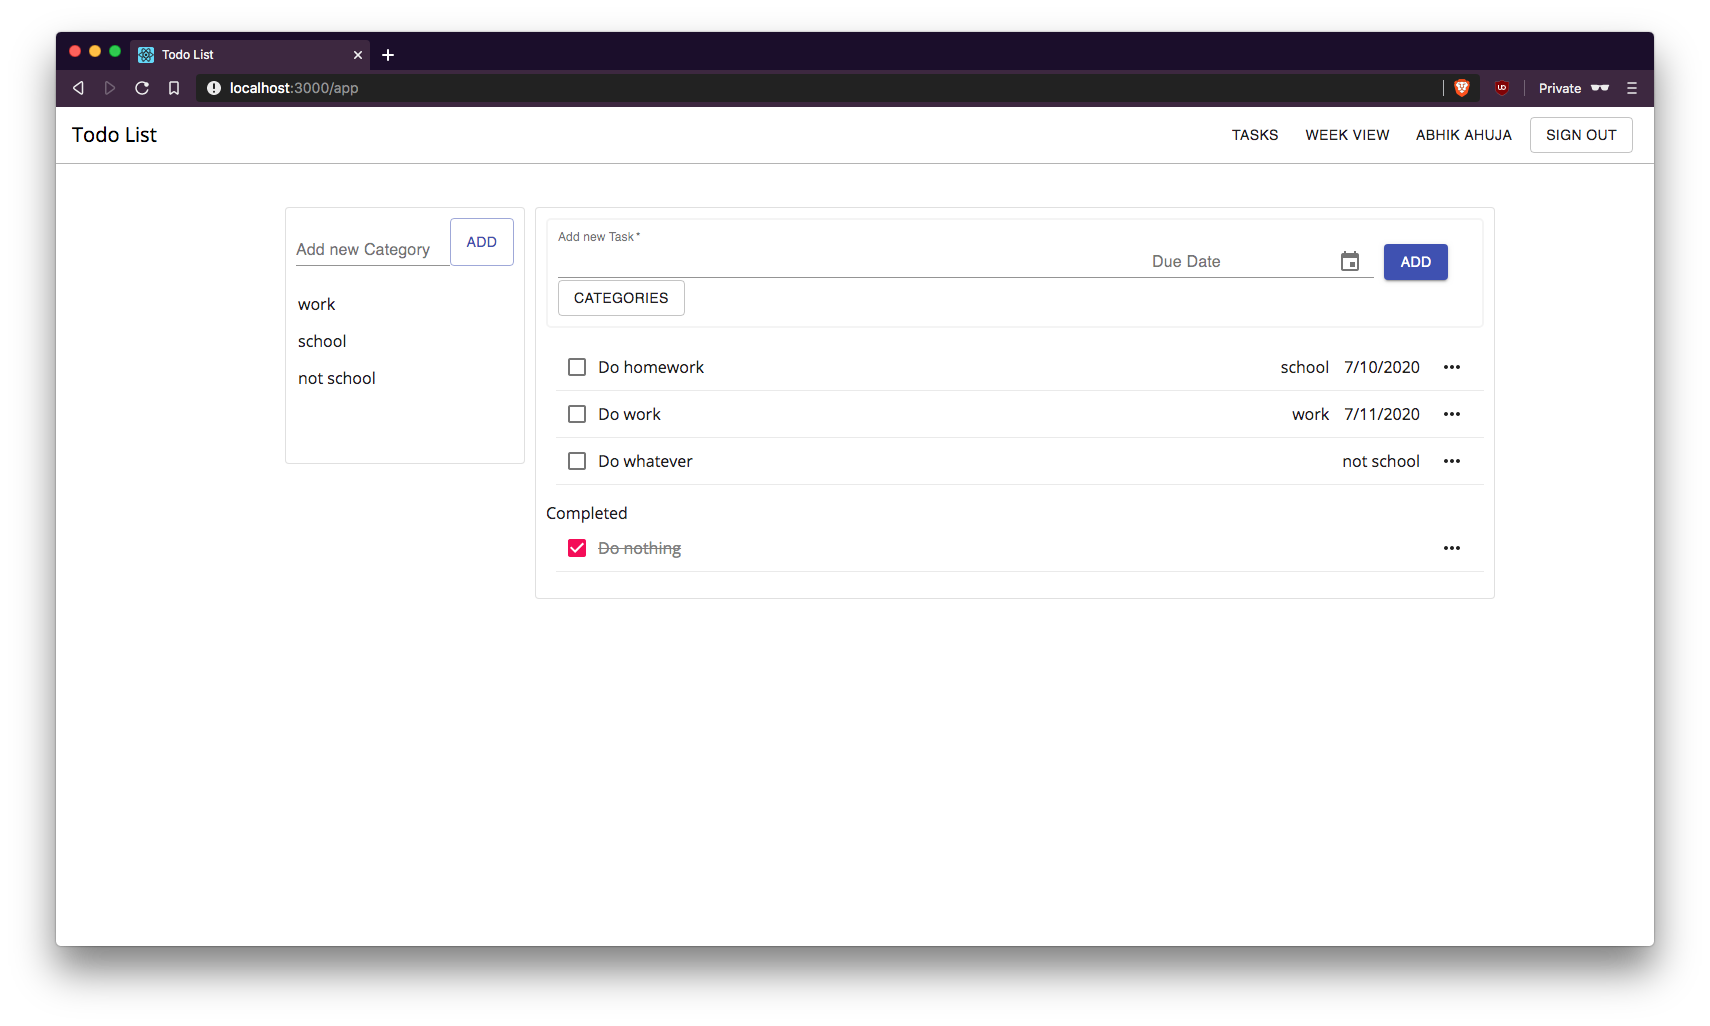 Todo List
localhost:3000/app
Private
Todo List TASKS WEEK VIEW ABHIK AHUJA SIGN OUT
Add new Category ADD
work
school
not school
Add new Task *
Due Date ADD
CATEGORIES
Do homework school 7/10/2020
Do work work 7/11/2020
Do whatever not school
Completed
Do nothing